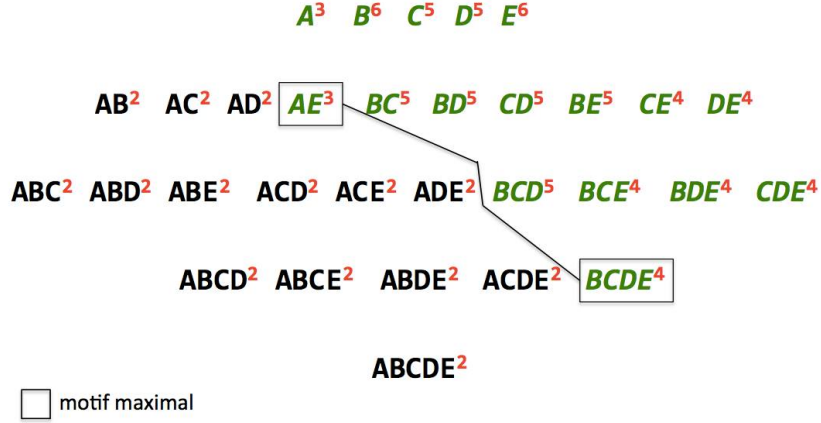 A³ B⁶ C⁵ D⁵ E⁶
AB² AC² AD² AE³ BC⁵ BD⁵ CD⁵ BE⁵ CE⁴ DE⁴
ABC² ABD² ABE² ACD² ACE² ADE² BCD⁵ BCE⁴ BDE⁴ CDE⁴
ABCD² ABCE² ABDE² ACDE² BCDE⁴
ABCDE²
motif maximal